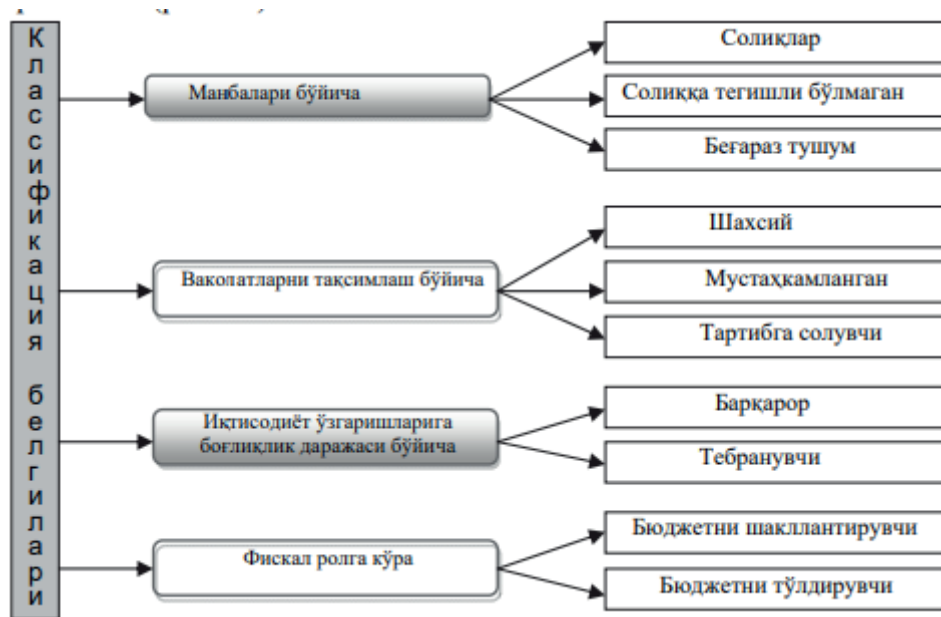 Классификация белгилари
Манбалари бўйича
Солиқлар
Солиққа тегишли бўлмаган
Беғараз тушум
Ваколатларни тақсимлаш бўйича
Шахсий
Мустаҳкамланган
Тартибга солувчи
Иқтисодиёт ўзгаришларига
боғлиқлик даражаси бўйича
Барқарор
Тебранувчи
Фискал ролга кўра
Бюджетни шакллантирувчи
Бюджетни тўлдирувчи